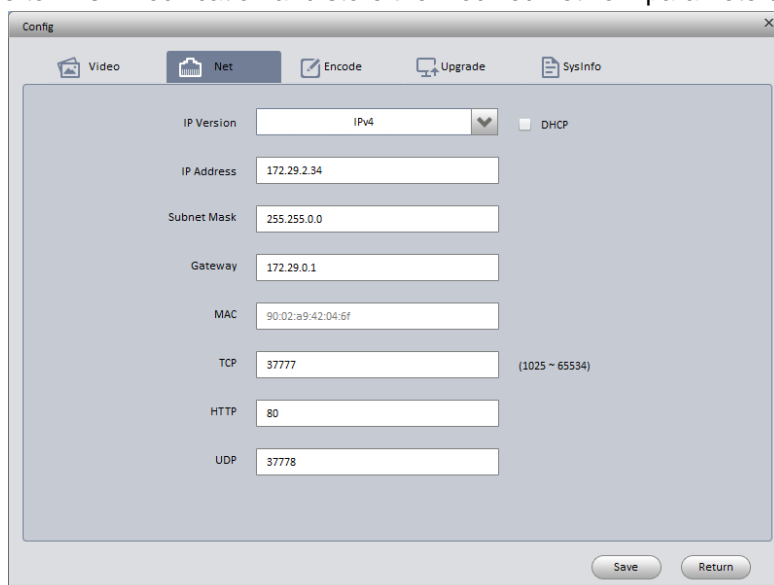 Config ×
Video Net Encode Upgrade SysInfo
IP Version IPv4 DHCP
IP Address 172.29.2.34
Subnet Mask 255.255.0.0
Gateway 172.29.0.1
MAC 90:02:a9:42:04:6f
TCP 37777 (1025 ~ 65534)
HTTP 80
UDP 37778
Save Return